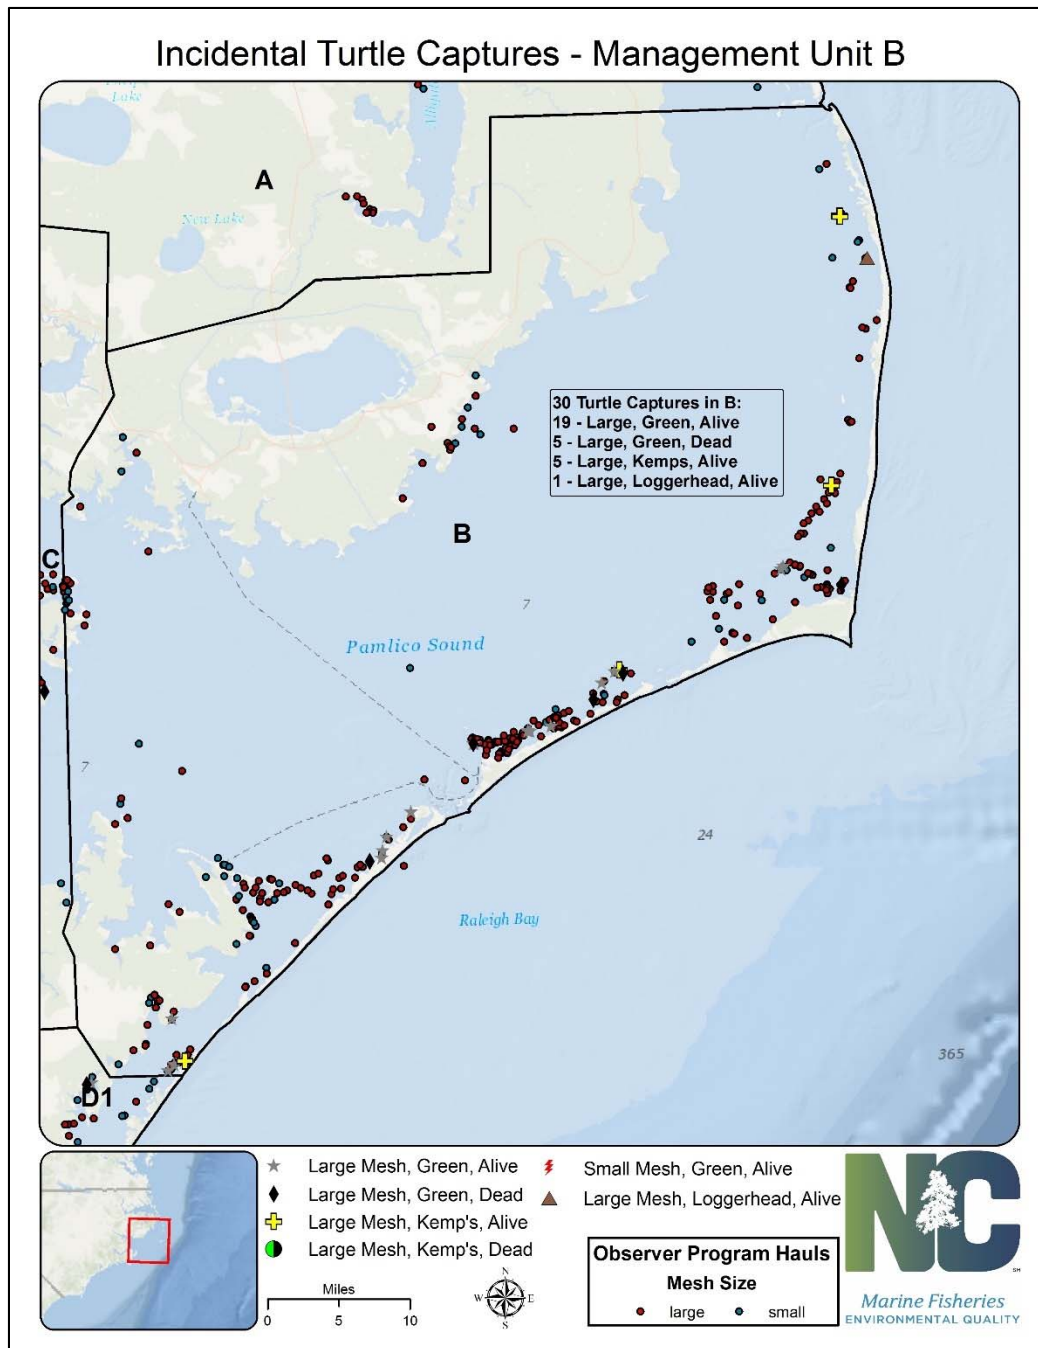 Incidental Turtle Captures - Management Unit B
Lake
A
New Lake
30 Turtle Captures in B:
19 - Large, Green, Alive
5 - Large, Green, Dead
5 - Large, Kemps, Alive
1 - Large, Loggerhead, Alive
B
C
7
Pamlico Sound
7
24
Raleigh Bay
365
D1
Large Mesh, Green, Alive
Large Mesh, Green, Dead
Large Mesh, Kemp's, Alive
Large Mesh, Kemp's, Dead
Small Mesh, Green, Alive
Large Mesh, Loggerhead, Alive
Miles
0 5 10
N
W E
S
Observer Program Hauls
Mesh Size
large small
NC
SM
Marine Fisheries
ENVIRONMENTAL QUALITY